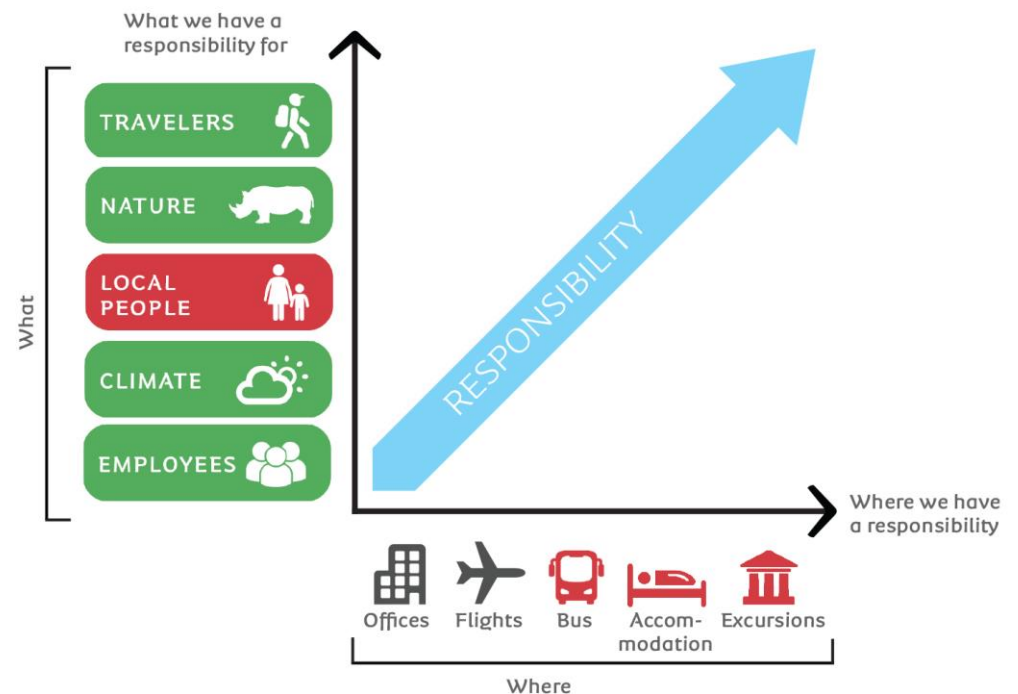 What we have a
responsibility for
What
TRAVELERS
NATURE
LOCAL
PEOPLE
CLIMATE
EMPLOYEES
RESPONSIBILITY
Where we have
a responsibility
Offices
Flights
Bus
Accom-
modation
Excursions
Where